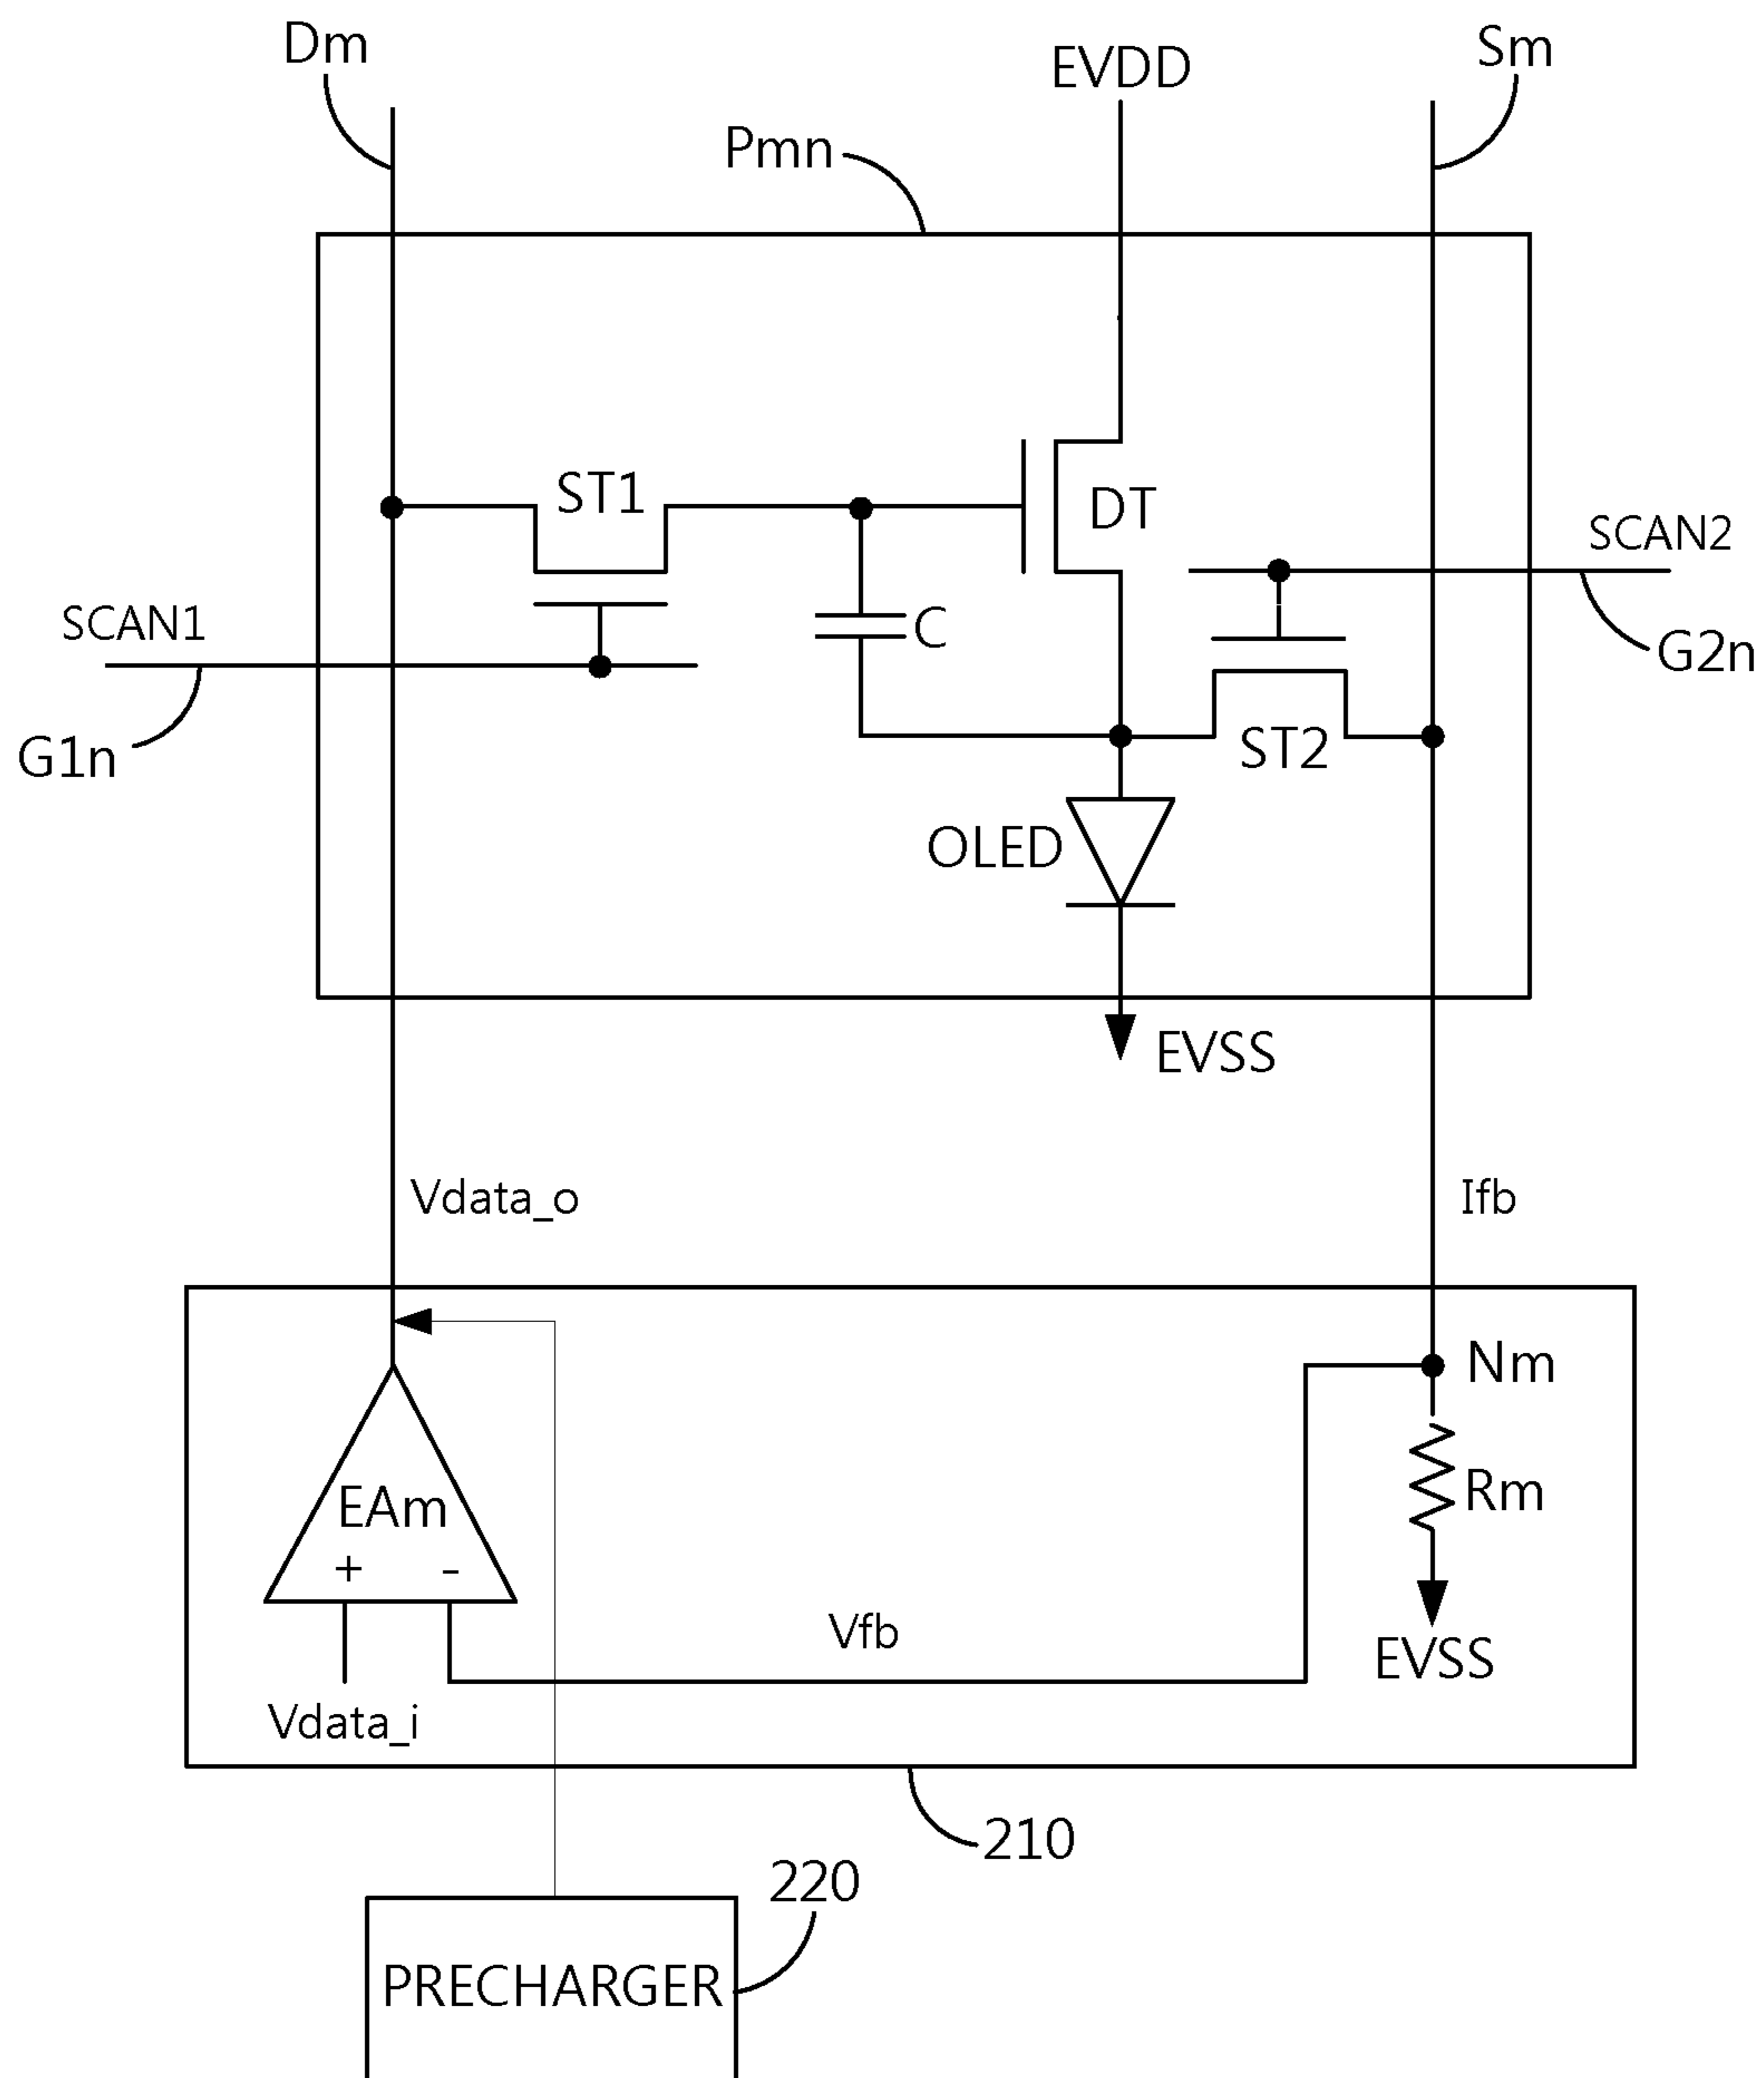 Dm
EVDD
Sm
Pmn
ST1
DT
SCAN2
SCAN1
C
G2n
G1n
ST2
OLED
EVSS
Vdata_o
Ifb
Nm
EAm
Rm
+ -
Vfb
EVSS
Vdata_i
210
220
PRECHARGER